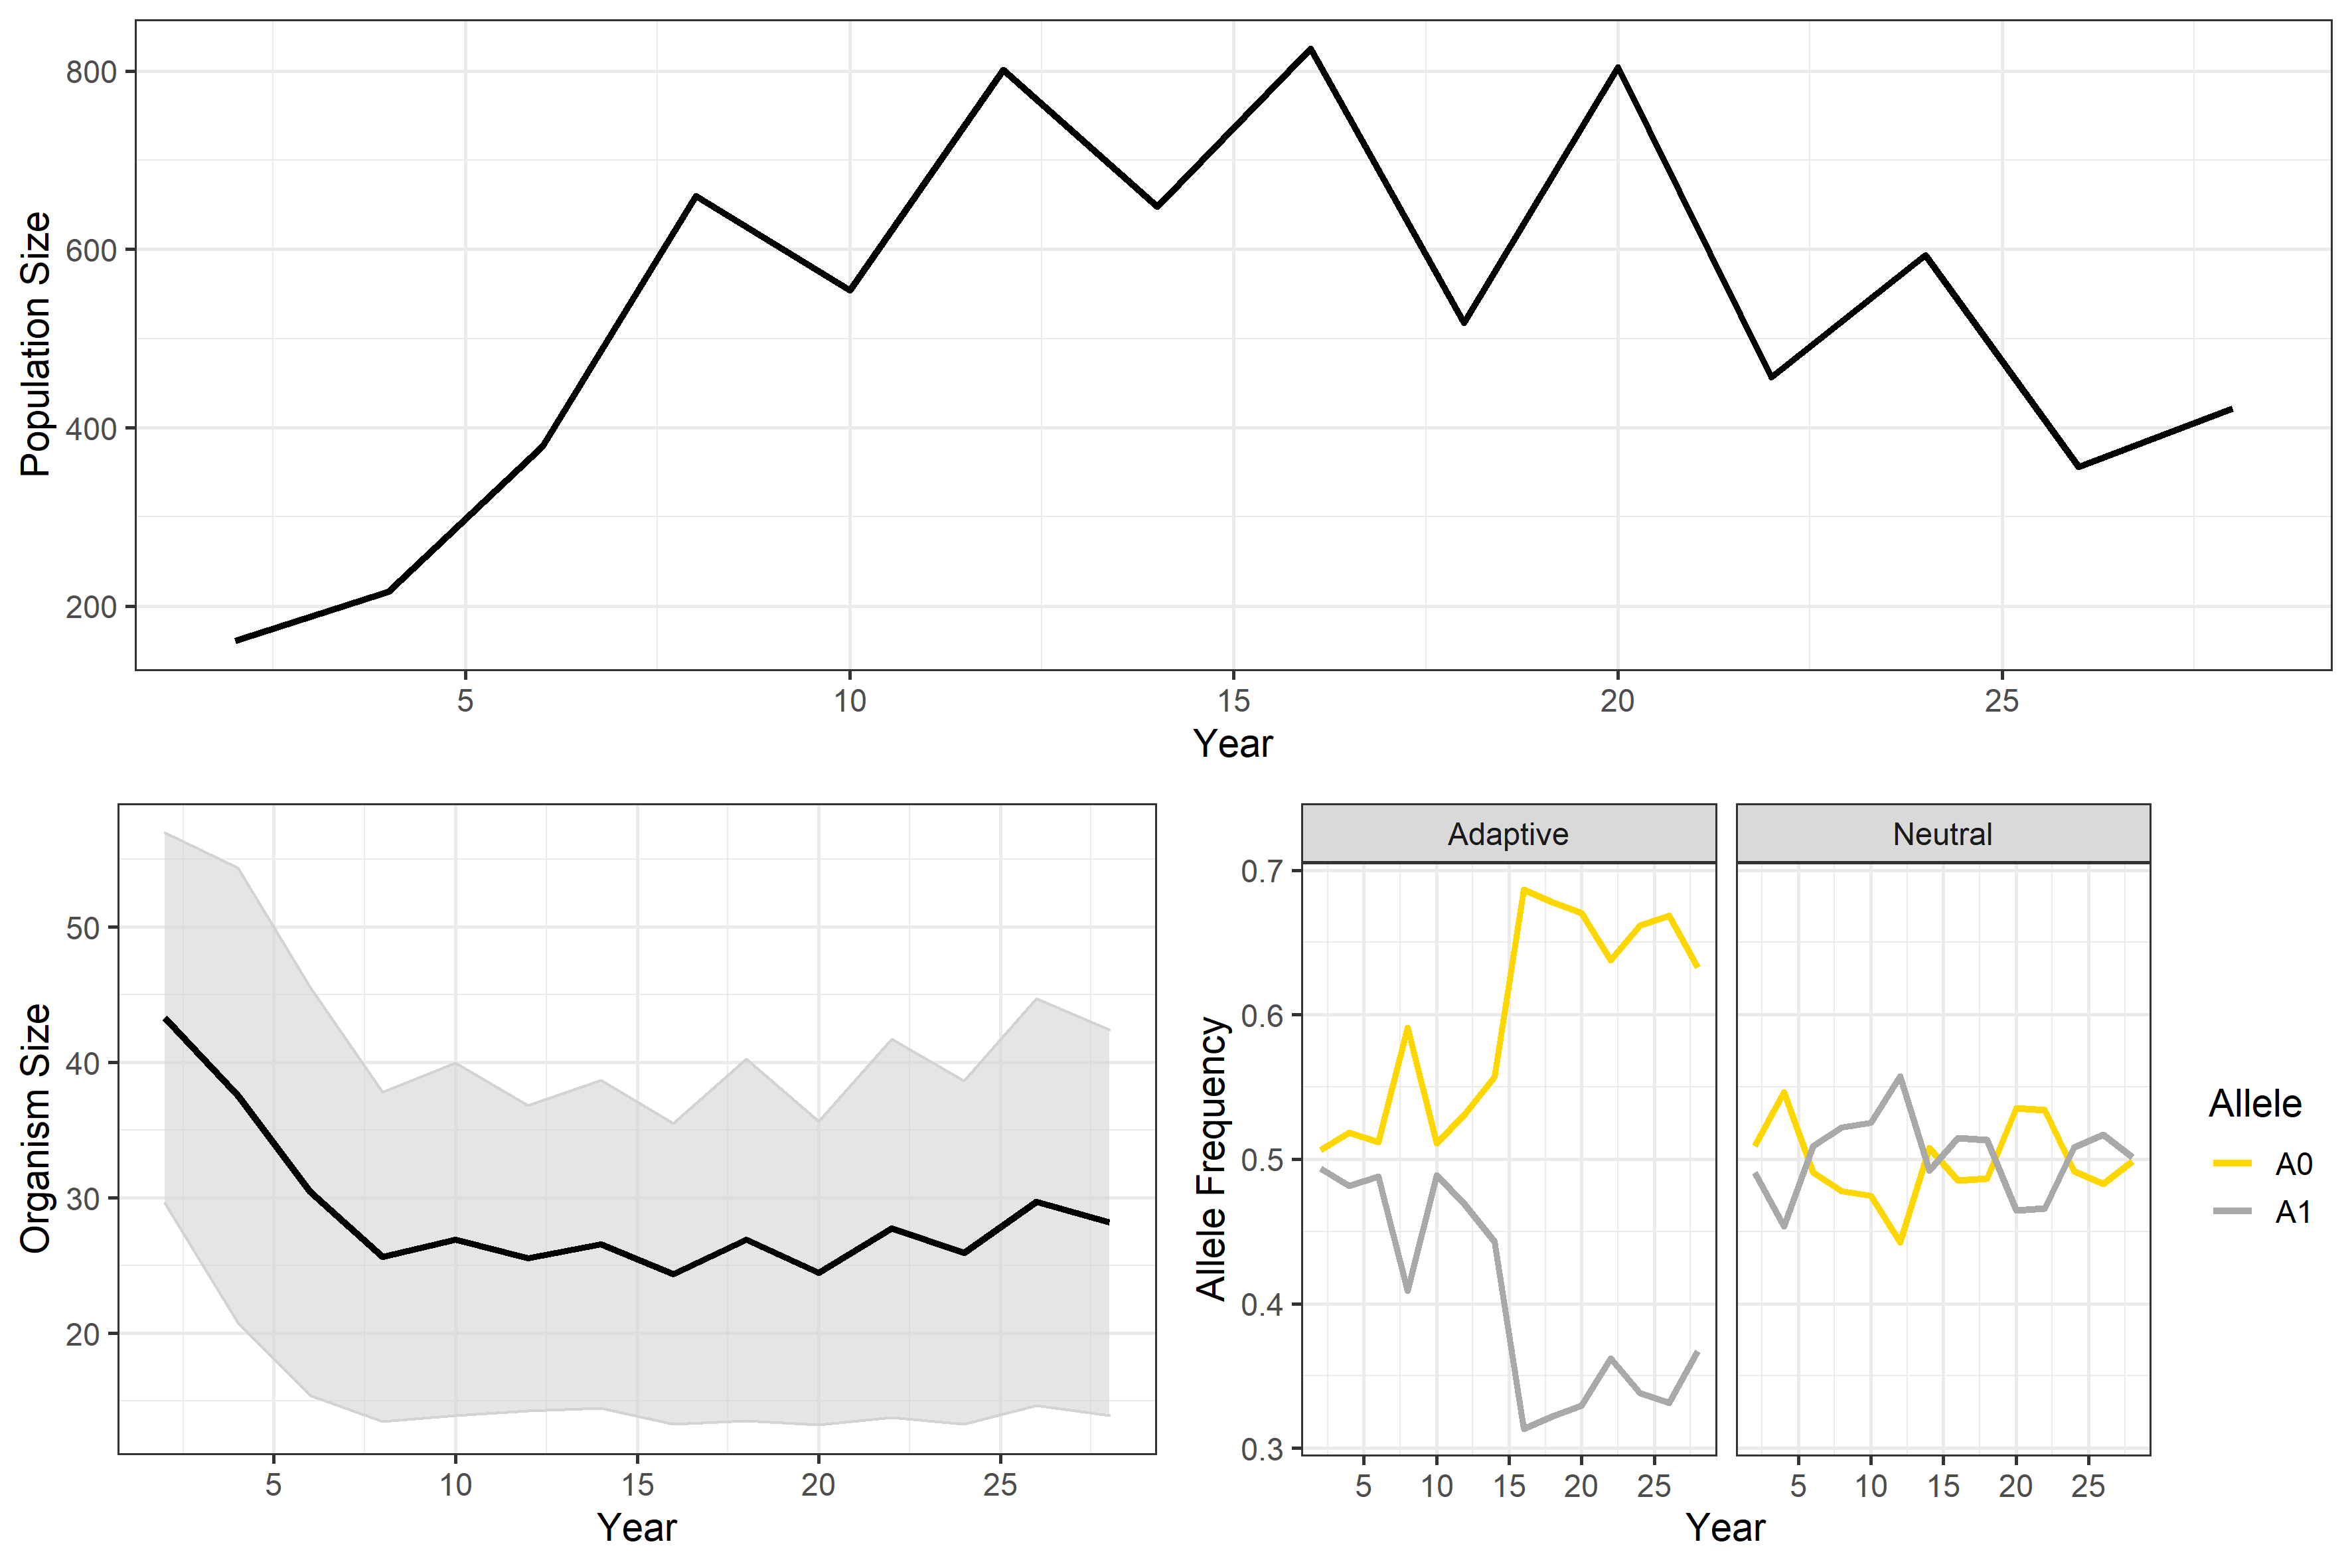 Population Size
800
600
400
200
5 10 15 20 25
Year
Organism Size
50
40
30
20
5 10 15 20 25
Year
Adaptive Neutral
Allele Frequency
0.7
0.6
0.5
0.4
0.3
5 10 15 20 25 5 10 15 20 25
Year
Allele
A0
A1